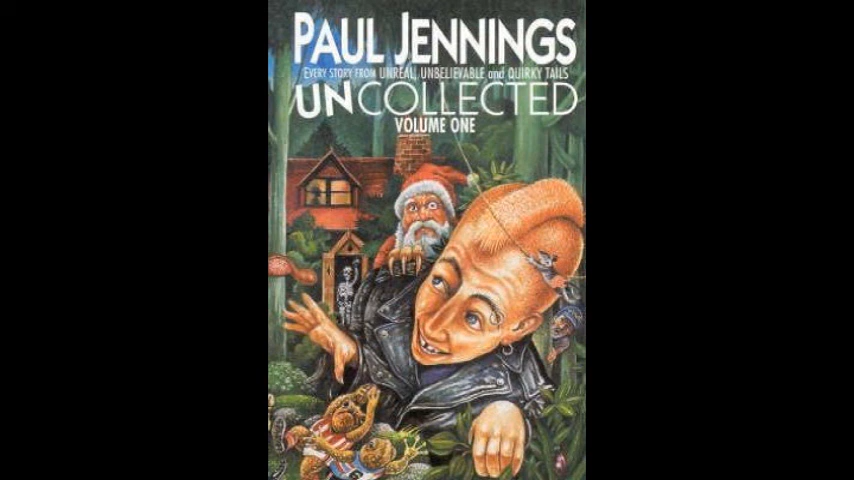 PAUL JENNINGS
EVERY STORY FROM UNREAL, UNBELIEVABLE and QUIRKY TAILS
UNCOLLECTED
VOLUME ONE